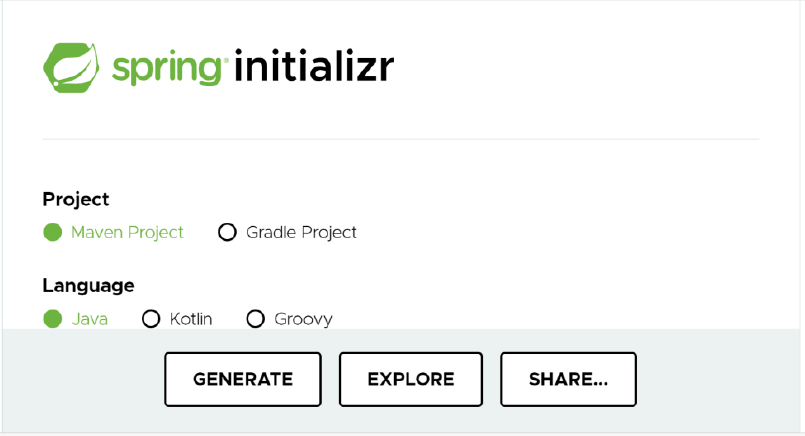 spring initializr
Project
Maven Project Gradle Project
Language
Java Kotlin Groovy
GENERATE EXPLORE SHARE...